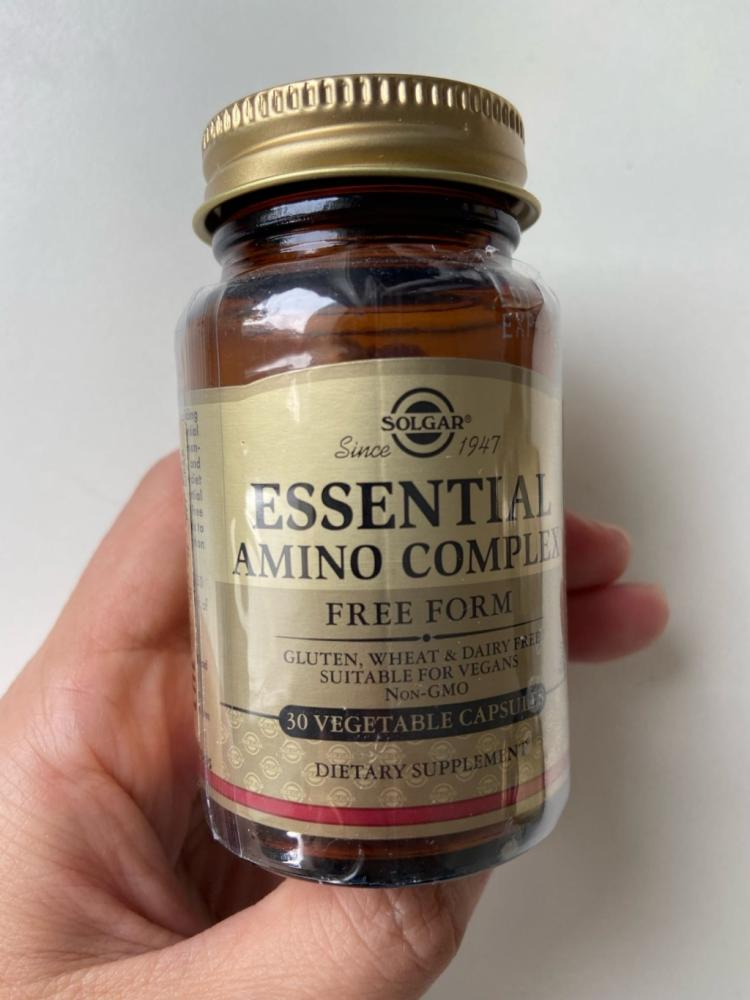 EXP
SOLGAR®
Since 1947
ESSENTIAL
AMINO COMPLEX
FREE FORM
GLUTEN, WHEAT & DAIRY FREE
SUITABLE FOR VEGANS
NON-GMO
30 VEGETABLE CAPSULES
DIETARY SUPPLEMENT